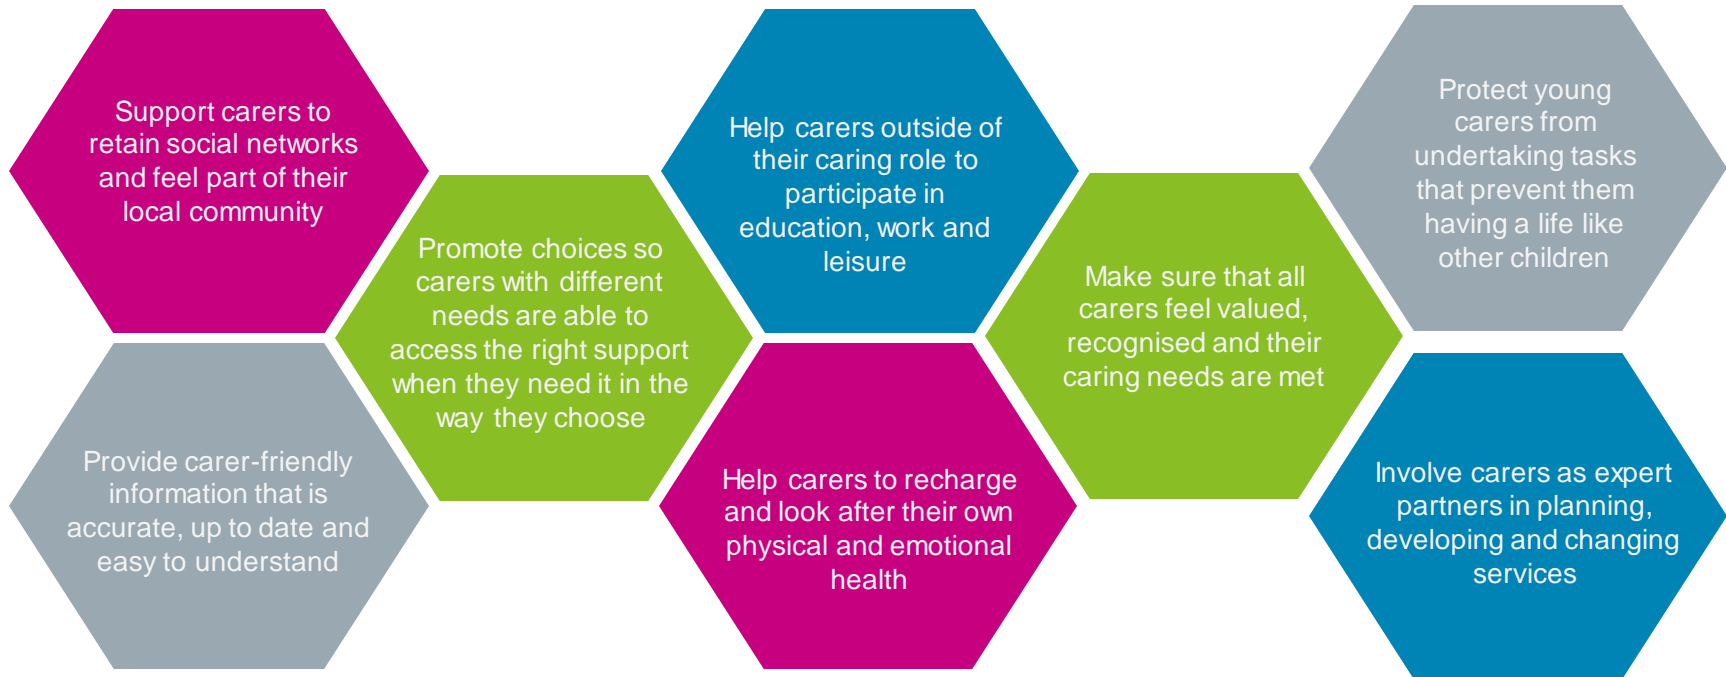 Support carers to
retain social networks
and feel part of their
local community
Provide carer-friendly
information that is
accurate, up to date and
easy to understand
Promote choices so
carers with different
needs are able to
access the right support
when they need it in the
way they choose
Help carers outside of
their caring role to
participate in
education, work and
leisure
Help carers to recharge
and look after their own
physical and emotional
health
Make sure that all
carers feel valued,
recognised and their
caring needs are met
Protect young
carers from
undertaking tasks
that prevent them
having a life like
other children
Involve carers as expert
partners in planning,
developing and changing
services